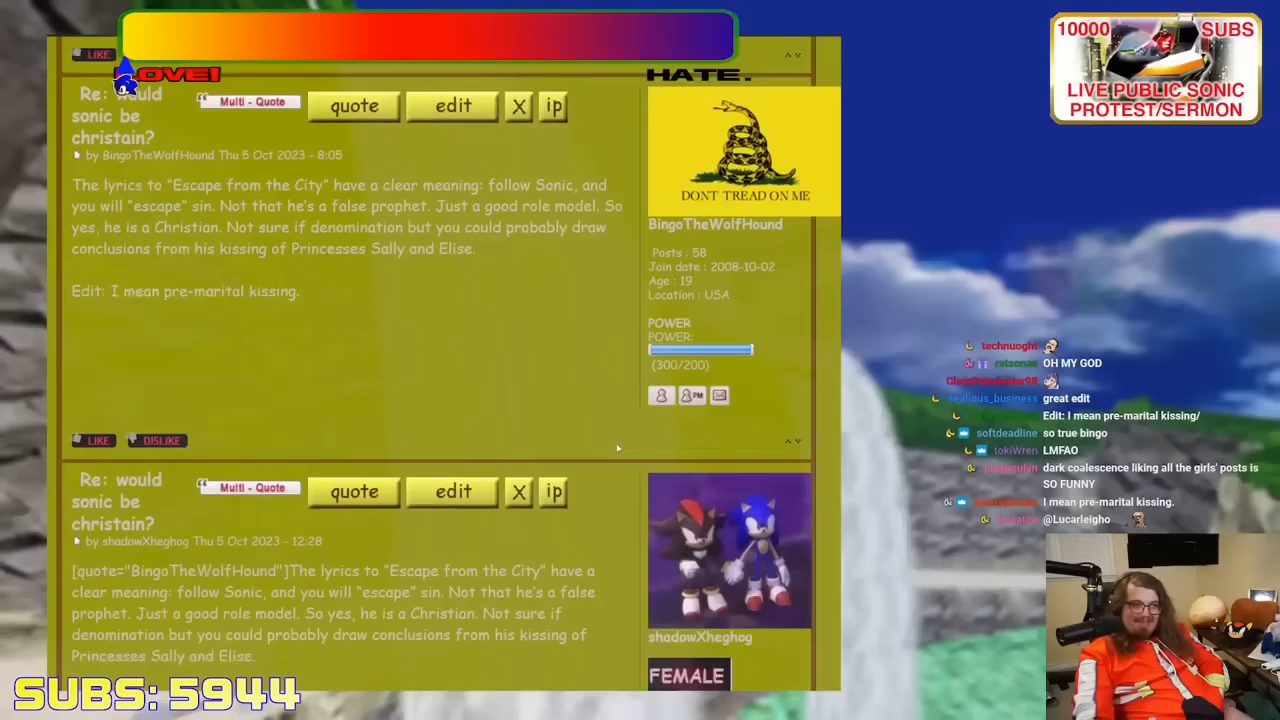 10000 SUBS
LIVE PUBLIC SONIC
PROTEST/SERMON
LIKE
LOVE!
HATE.
Re: would
sonic be
christain?
Multi - Quote
quote
edit
X
ip
by BingoTheWolfHound Thu 5 Oct 2023 - 8:05
The lyrics to “Escape from the City” have a clear meaning: follow Sonic, and
you will “escape” sin. Not that he’s a false prophet. Just a good role model. So
yes, he is a Christian. Not sure if denomination but you could probably draw
conclusions from his kissing of Princesses Sally and Elise.
Edit: I mean pre-marital kissing.
DONT TREAD ON ME
BingoTheWolfHound
Posts : 58
Join date : 2008-10-02
Age : 19
Location : USA
POWER
POWER:
(300/200)
PM
LIKE
DISLIKE
Re: would
sonic be
christain?
Multi - Quote
quote
edit
X
ip
by shadowXheghog Thu 5 Oct 2023 - 12:28
[quote="BingoTheWolfHound"]The lyrics to “Escape from the City” have a
clear meaning: follow Sonic, and you will “escape” sin. Not that he’s a false
prophet. Just a good role model. So yes, he is a Christian. Not sure if
denomination but you could probably draw conclusions from his kissing of
Princesses Sally and Elise.
shadowXheghog
FEMALE
technuoght
OH MY GOD
great edit
Edit: I mean pre-marital kissing/
softdeadline so true bingo
tokiWren LMFAO
dark coalescence liking all the girls' posts is
SO FUNNY
I mean pre-marital kissing.
@Lucarleigho
SUBS: 5944